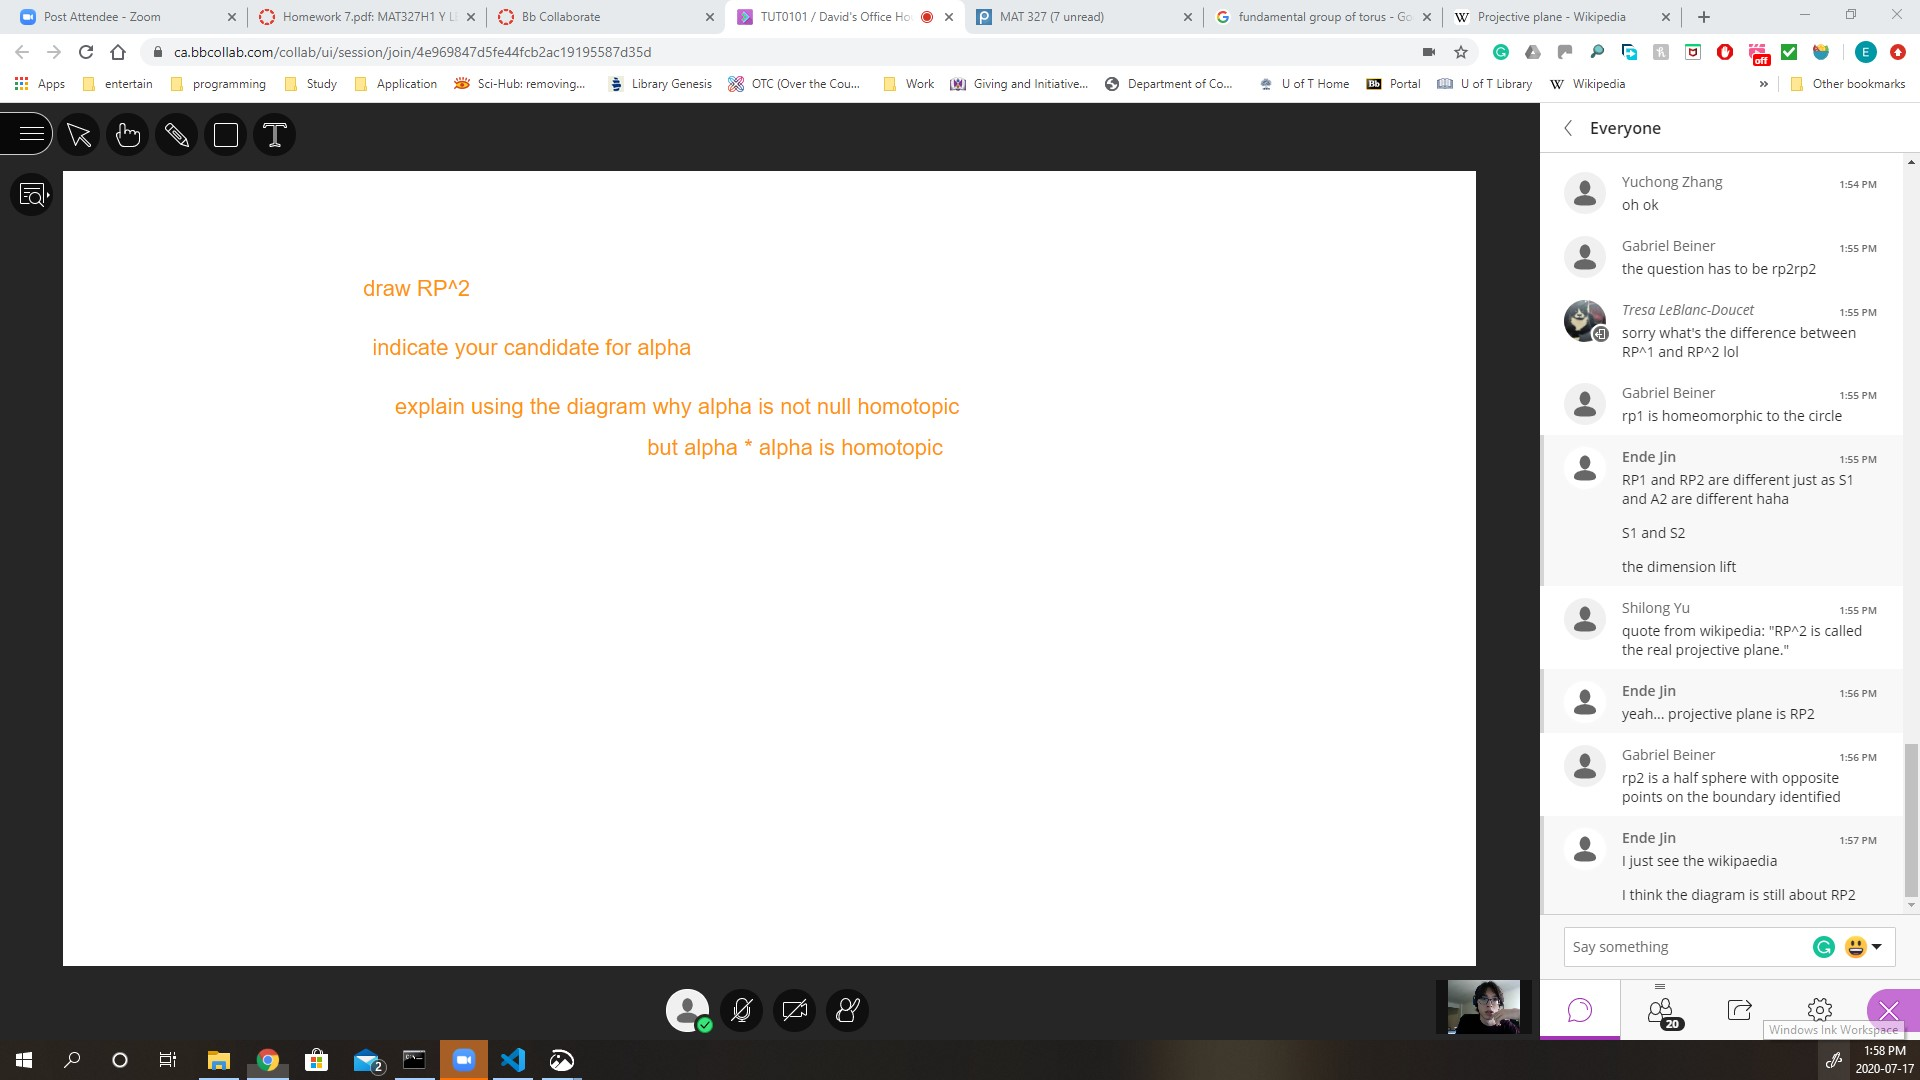 Post Attendee - Zoom
Homework 7.pdf: MAT327H1 Y L
Bb Collaborate
TUT0101 / David's Office Ho
MAT 327 (7 unread)
fundamental group of torus - Go
Projective plane - Wikipedia
ca.bbcollab.com/collab/ui/session/join/4e969847d5fe44fcb2ac19195587d35d
off
E
Apps
entertain
programming
Study
Application
Sci-Hub: removing...
Library Genesis
OTC (Over the Cou...
Work
Giving and Initiative...
Department of Co...
U of T Home
Bb Portal
U of T Library
W Wikipedia
»
Other bookmarks
draw RP^2
indicate your candidate for alpha
explain using the diagram why alpha is not null homotopic
but alpha * alpha is homotopic
Everyone
Yuchong Zhang
1:54 PM
oh ok
Gabriel Beiner
1:55 PM
the question has to be rp2rp2
Tresa LeBlanc-Doucet
1:55 PM
sorry what's the difference between
RP^1 and RP^2 lol
Gabriel Beiner
1:55 PM
rp1 is homeomorphic to the circle
Ende Jin
1:55 PM
RP1 and RP2 are different just as S1
and A2 are different haha
S1 and S2
the dimension lift
Shilong Yu
1:55 PM
quote from wikipedia: "RP^2 is called
the real projective plane."
Ende Jin
1:56 PM
yeah... projective plane is RP2
Gabriel Beiner
1:56 PM
rp2 is a half sphere with opposite
points on the boundary identified
Ende Jin
1:57 PM
I just see the wikipaedia
I think the diagram is still about RP2
Say something
20
Windows Ink Workspace
2
1:58 PM
2020-07-17